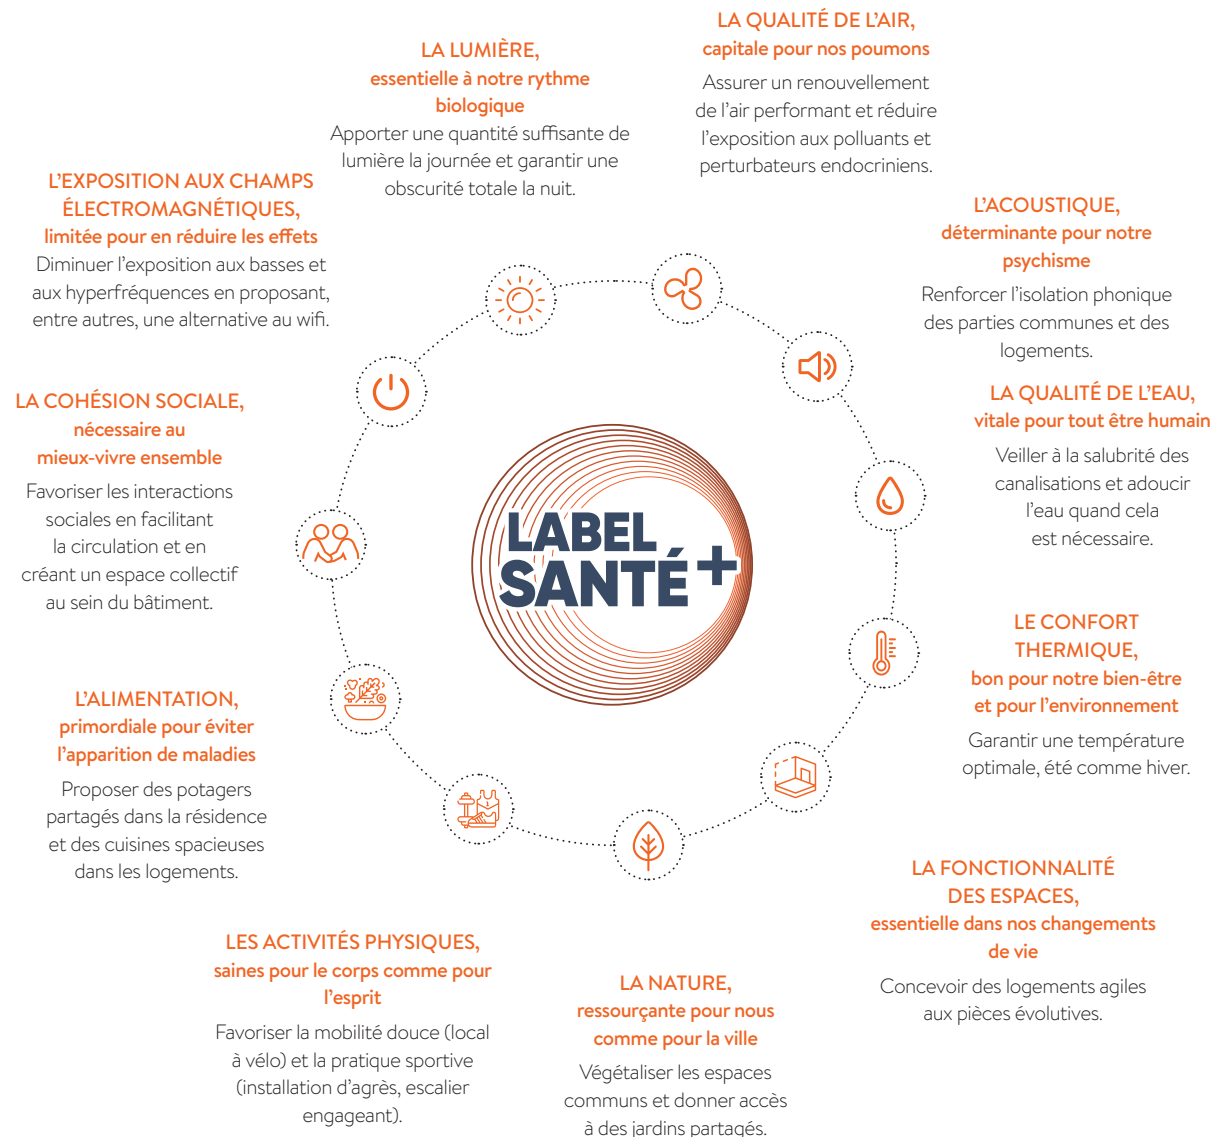 LA QUALITÉ DE L'AIR,
capitale pour nos poumons
Assurer un renouvellement
de l'air performant et réduire
l'exposition aux polluants et
perturbateurs endocriniens.
LA LUMIÈRE,
essentielle à notre rythme
biologique
Apporter une quantité suffisante de
lumière la journée et garantir une
obscurité totale la nuit.
L'EXPOSITION AUX CHAMPS
ÉLECTROMAGNÉTIQUES,
limitée pour en réduire les effets
Diminuer l'exposition aux basses et
aux hyperfréquences en proposant,
entre autres, une alternative au wifi.
L'ACOUSTIQUE,
déterminante pour notre
psychisme
Renforcer l'isolation phonique
des parties communes et des
logements.
LA QUALITÉ DE L'EAU,
vitale pour tout être humain
Veiller à la salubrité des
canalisations et adoucir
l'eau quand cela
est nécessaire.
LA COHÉSION SOCIALE,
nécessaire au
mieux-vivre ensemble
Favoriser les interactions
sociales en facilitant
la circulation et en
créant un espace collectif
au sein du bâtiment.
LABEL
SANTÉ+
LE CONFORT
THERMIQUE,
bon pour notre bien-être
et pour l'environnement
Garantir une température
optimale, été comme hiver.
L'ALIMENTATION,
primordiale pour éviter
l'apparition de maladies
Proposer des potagers
partagés dans la résidence
et des cuisines spacieuses
dans les logements.
LA FONCTIONNALITÉ
DES ESPACES,
essentielle dans nos changements
de vie
Concevoir des logements agiles
aux pièces évolutives.
LES ACTIVITÉS PHYSIQUES,
saines pour le corps comme pour
l'esprit
Favoriser la mobilité douce (local
à vélo) et la pratique sportive
(installation d'agrès, escalier
engageant).
LA NATURE,
ressourçante pour nous
comme pour la ville
Végétaliser les espaces
communs et donner accès
à des jardins partagés.